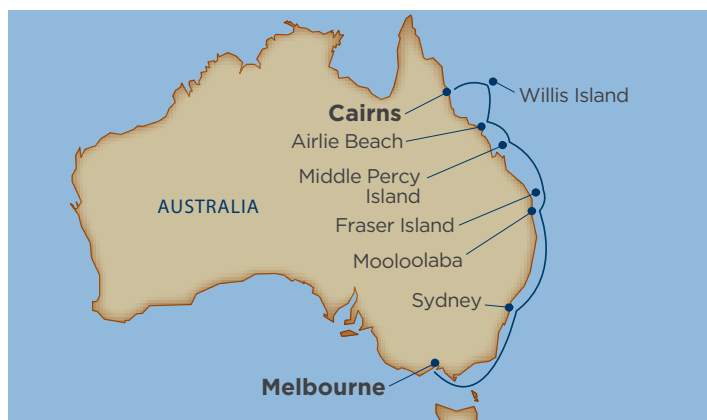 Willis Island
Cairns
Airlie Beach
Middle Percy
Island
AUSTRALIA
Fraser Island
Mooloolaba
Sydney
Melbourne